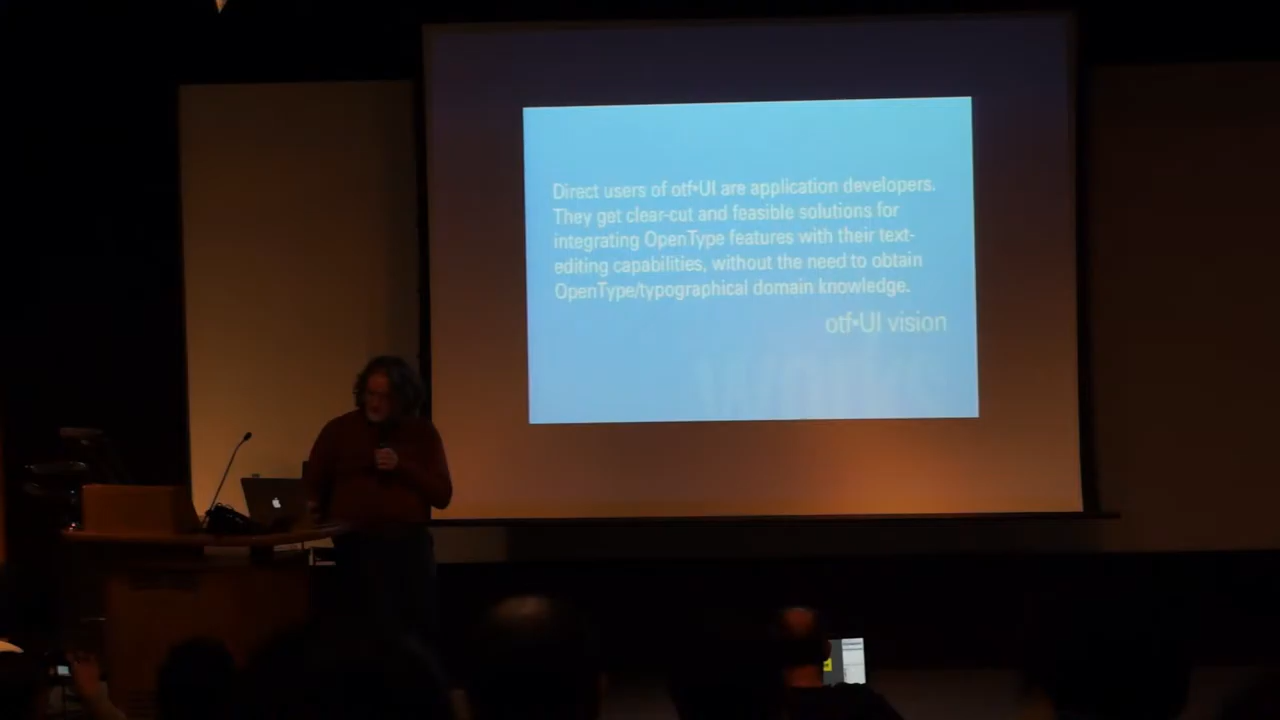 Direct users of otf•UI are application developers.
They get clear-cut and feasible solutions for
integrating OpenType features with their text-
editing capabilities, without the need to obtain
OpenType/typographical domain knowledge.
otf•UI vision